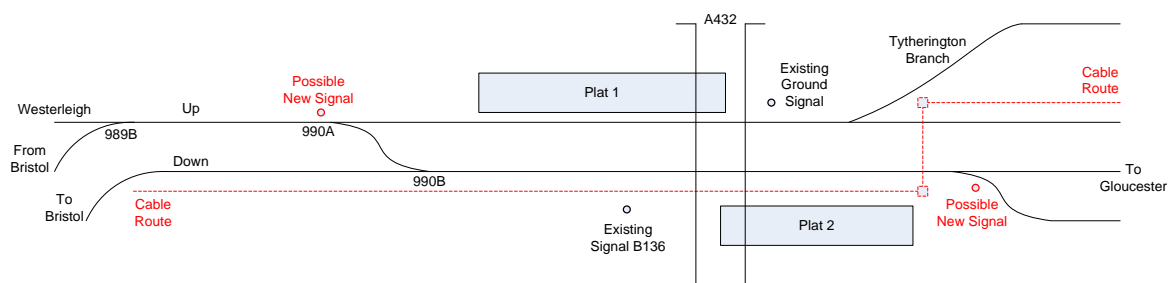 A432
Tytherington
Branch
Existing
Ground
Signal
Possible
New Signal
Plat 1
Cable
Route
Westerleigh
Up
989B
990A
From
Bristol
Down
990B
To
Bristol
Cable
Route
Existing
Signal B136
Plat 2
Possible
New Signal
To
Gloucester